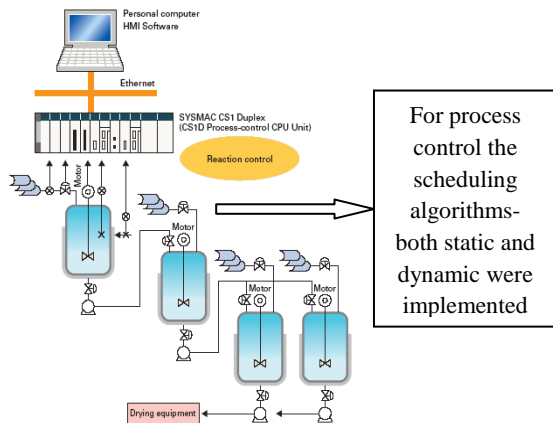 Personal computer
HMI Software
Ethernet
SYSMAC CS1 Duplex
(CS1D Process-control CPU Unit)
Reaction control
Motor
Motor
Motor
Motor
Drying equipment
For process
control the
scheduling
algorithms-
both static and
dynamic were
implemented